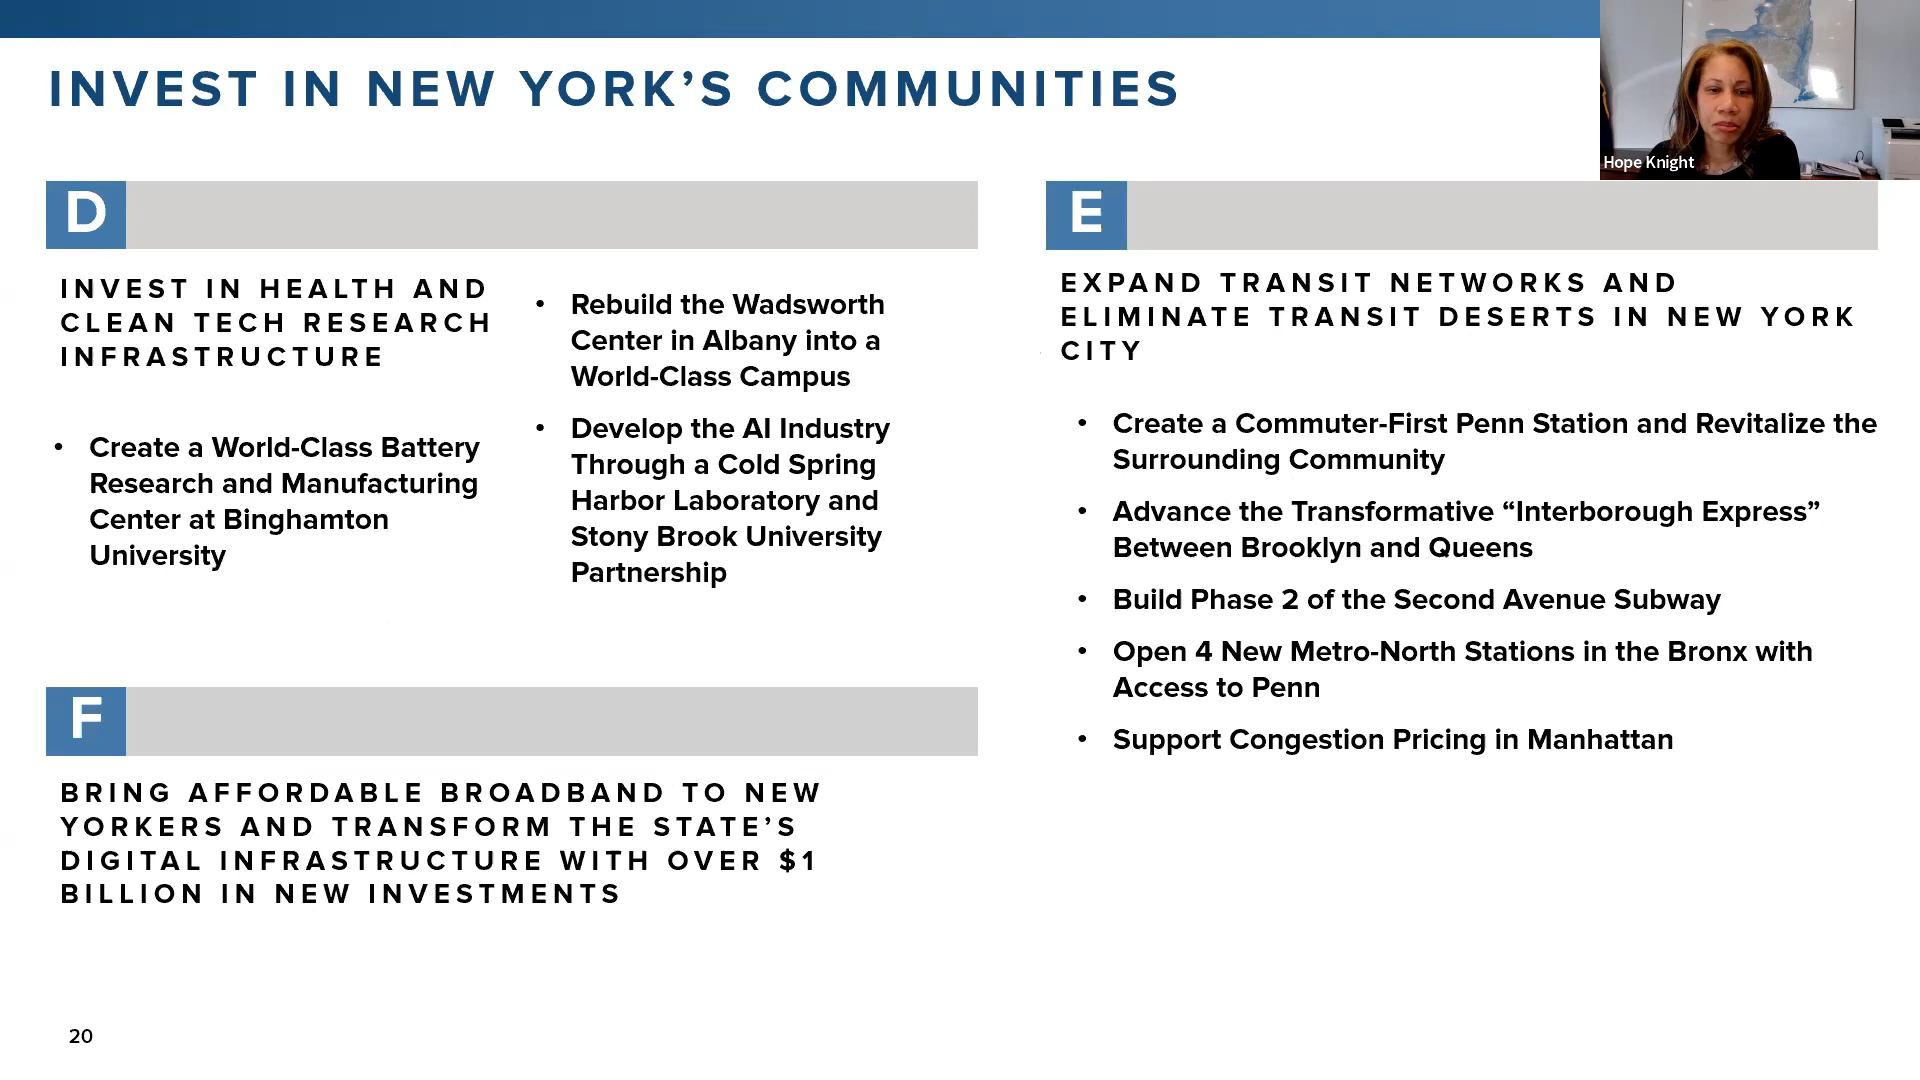 INVEST IN NEW YORK’S COMMUNITIES
Hope Knight
D
INVEST IN HEALTH AND
CLEAN TECH RESEARCH
INFRASTRUCTURE
• Create a World-Class Battery
Research and Manufacturing
Center at Binghamton
University
• Rebuild the Wadsworth
Center in Albany into a
World-Class Campus
• Develop the AI Industry
Through a Cold Spring
Harbor Laboratory and
Stony Brook University
Partnership
E
EXPAND TRANSIT NETWORKS AND
ELIMINATE TRANSIT DESERTS IN NEW YORK
CITY
• Create a Commuter-First Penn Station and Revitalize the
Surrounding Community
• Advance the Transformative “Interborough Express”
Between Brooklyn and Queens
• Build Phase 2 of the Second Avenue Subway
• Open 4 New Metro-North Stations in the Bronx with
Access to Penn
• Support Congestion Pricing in Manhattan
F
BRING AFFORDABLE BROADBAND TO NEW
YORKERS AND TRANSFORM THE STATE’S
DIGITAL INFRASTRUCTURE WITH OVER $1
BILLION IN NEW INVESTMENTS
20